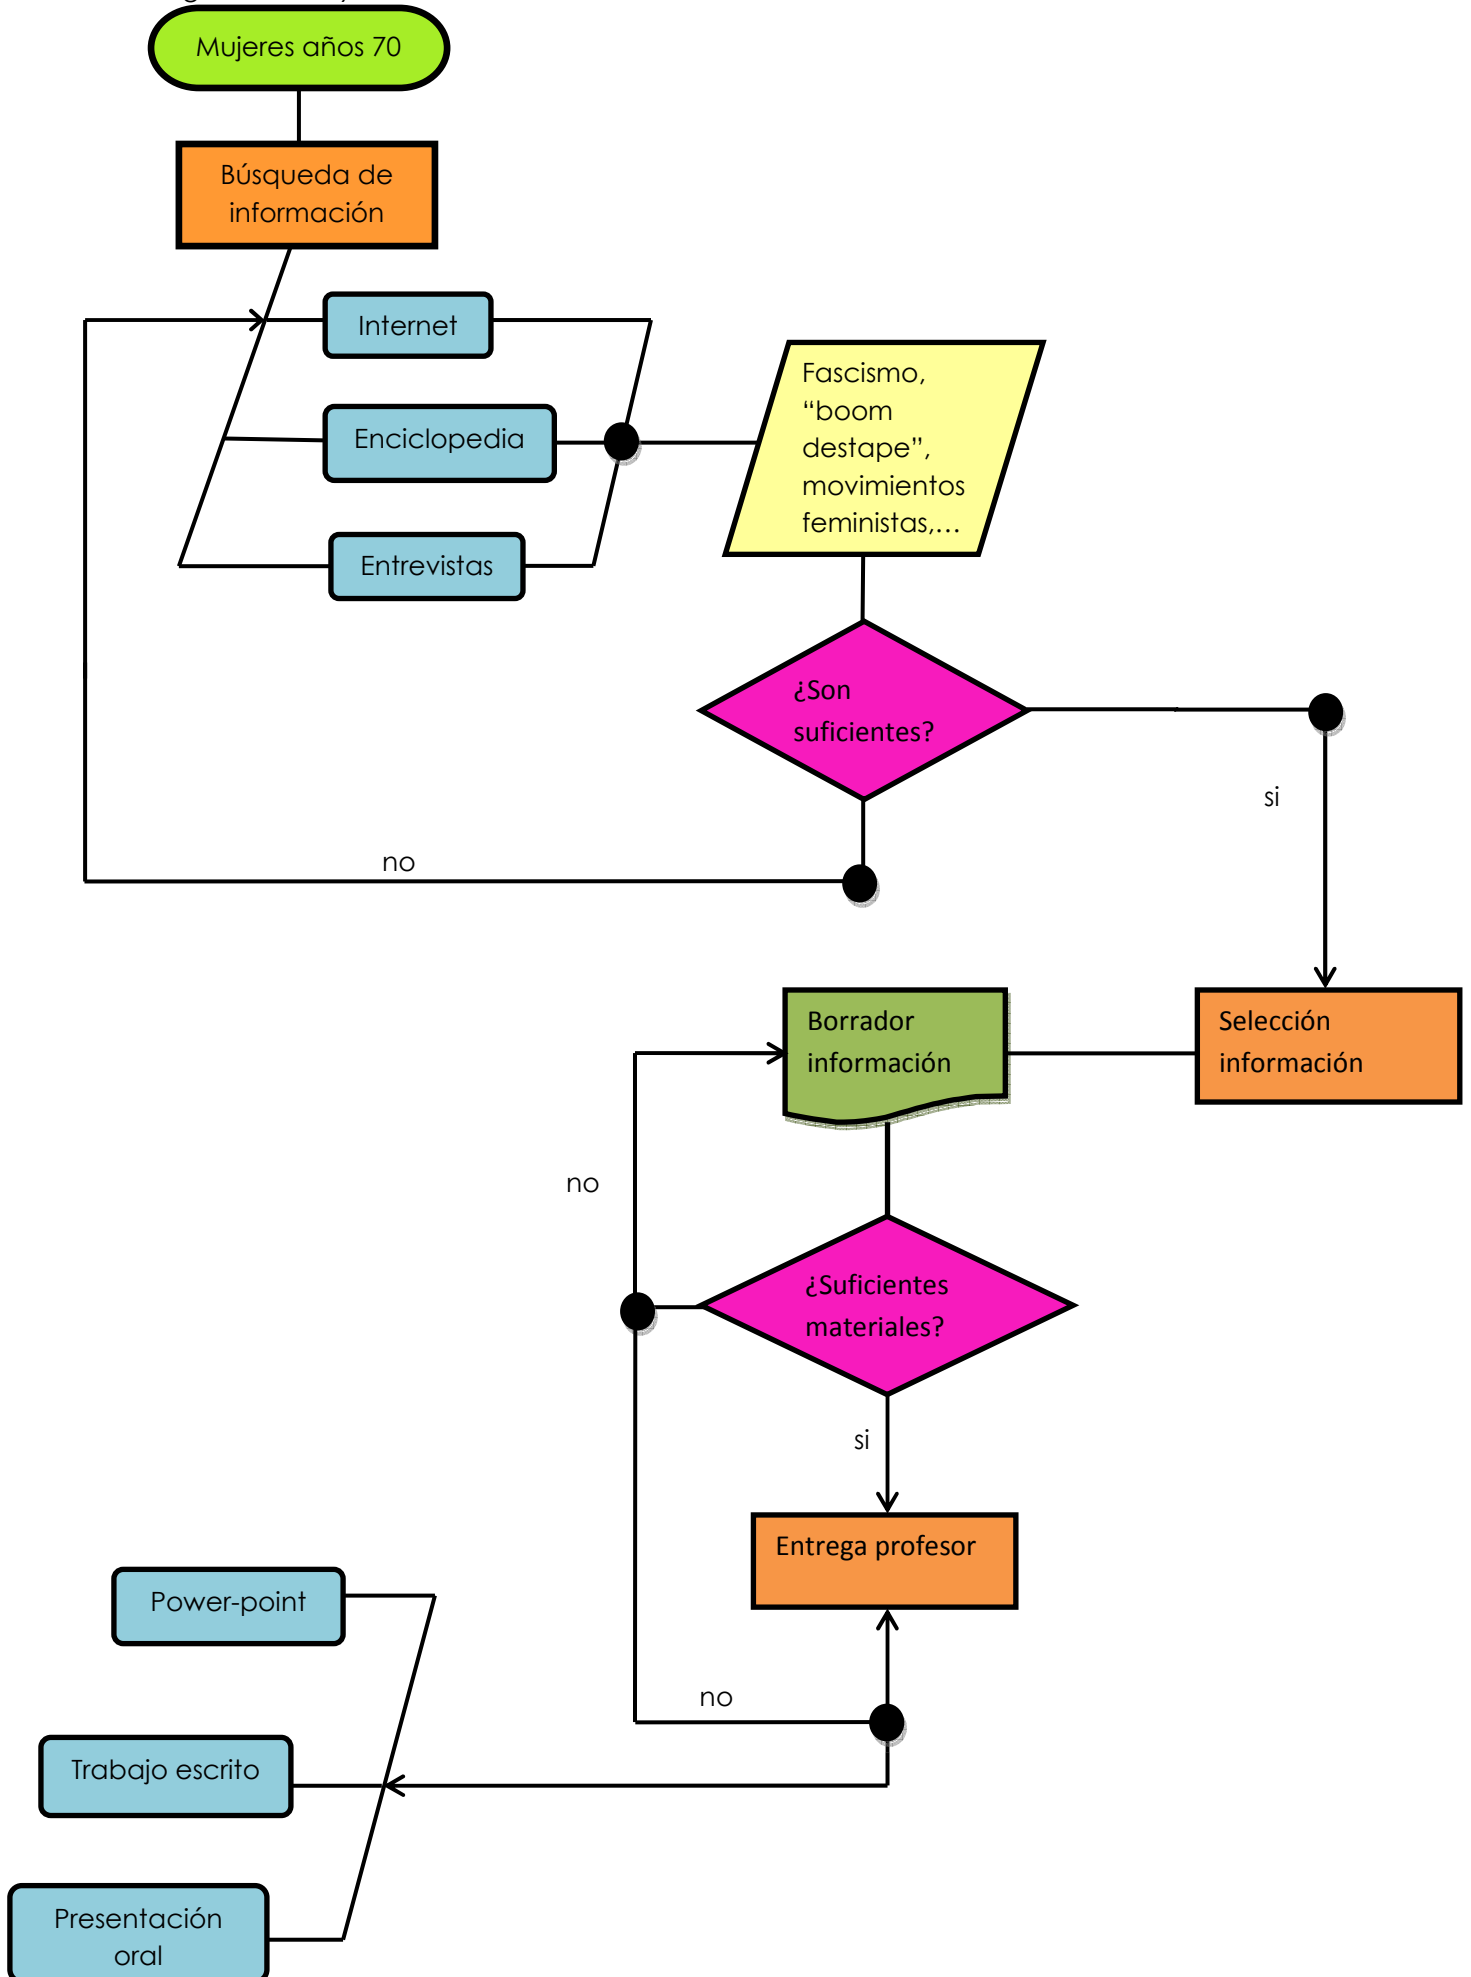 Mujeres años 70
Búsqueda de
información
Internet
Enciclopedia
Entrevistas
Fascismo,
“boom
destape”,
movimientos
feministas,...
¿Son
suficientes?
si
no
Selección
información
Borrador
información
no
¿Suficientes
materiales?
si
Entrega profesor
no
Power-point
Trabajo escrito
Presentación
oral